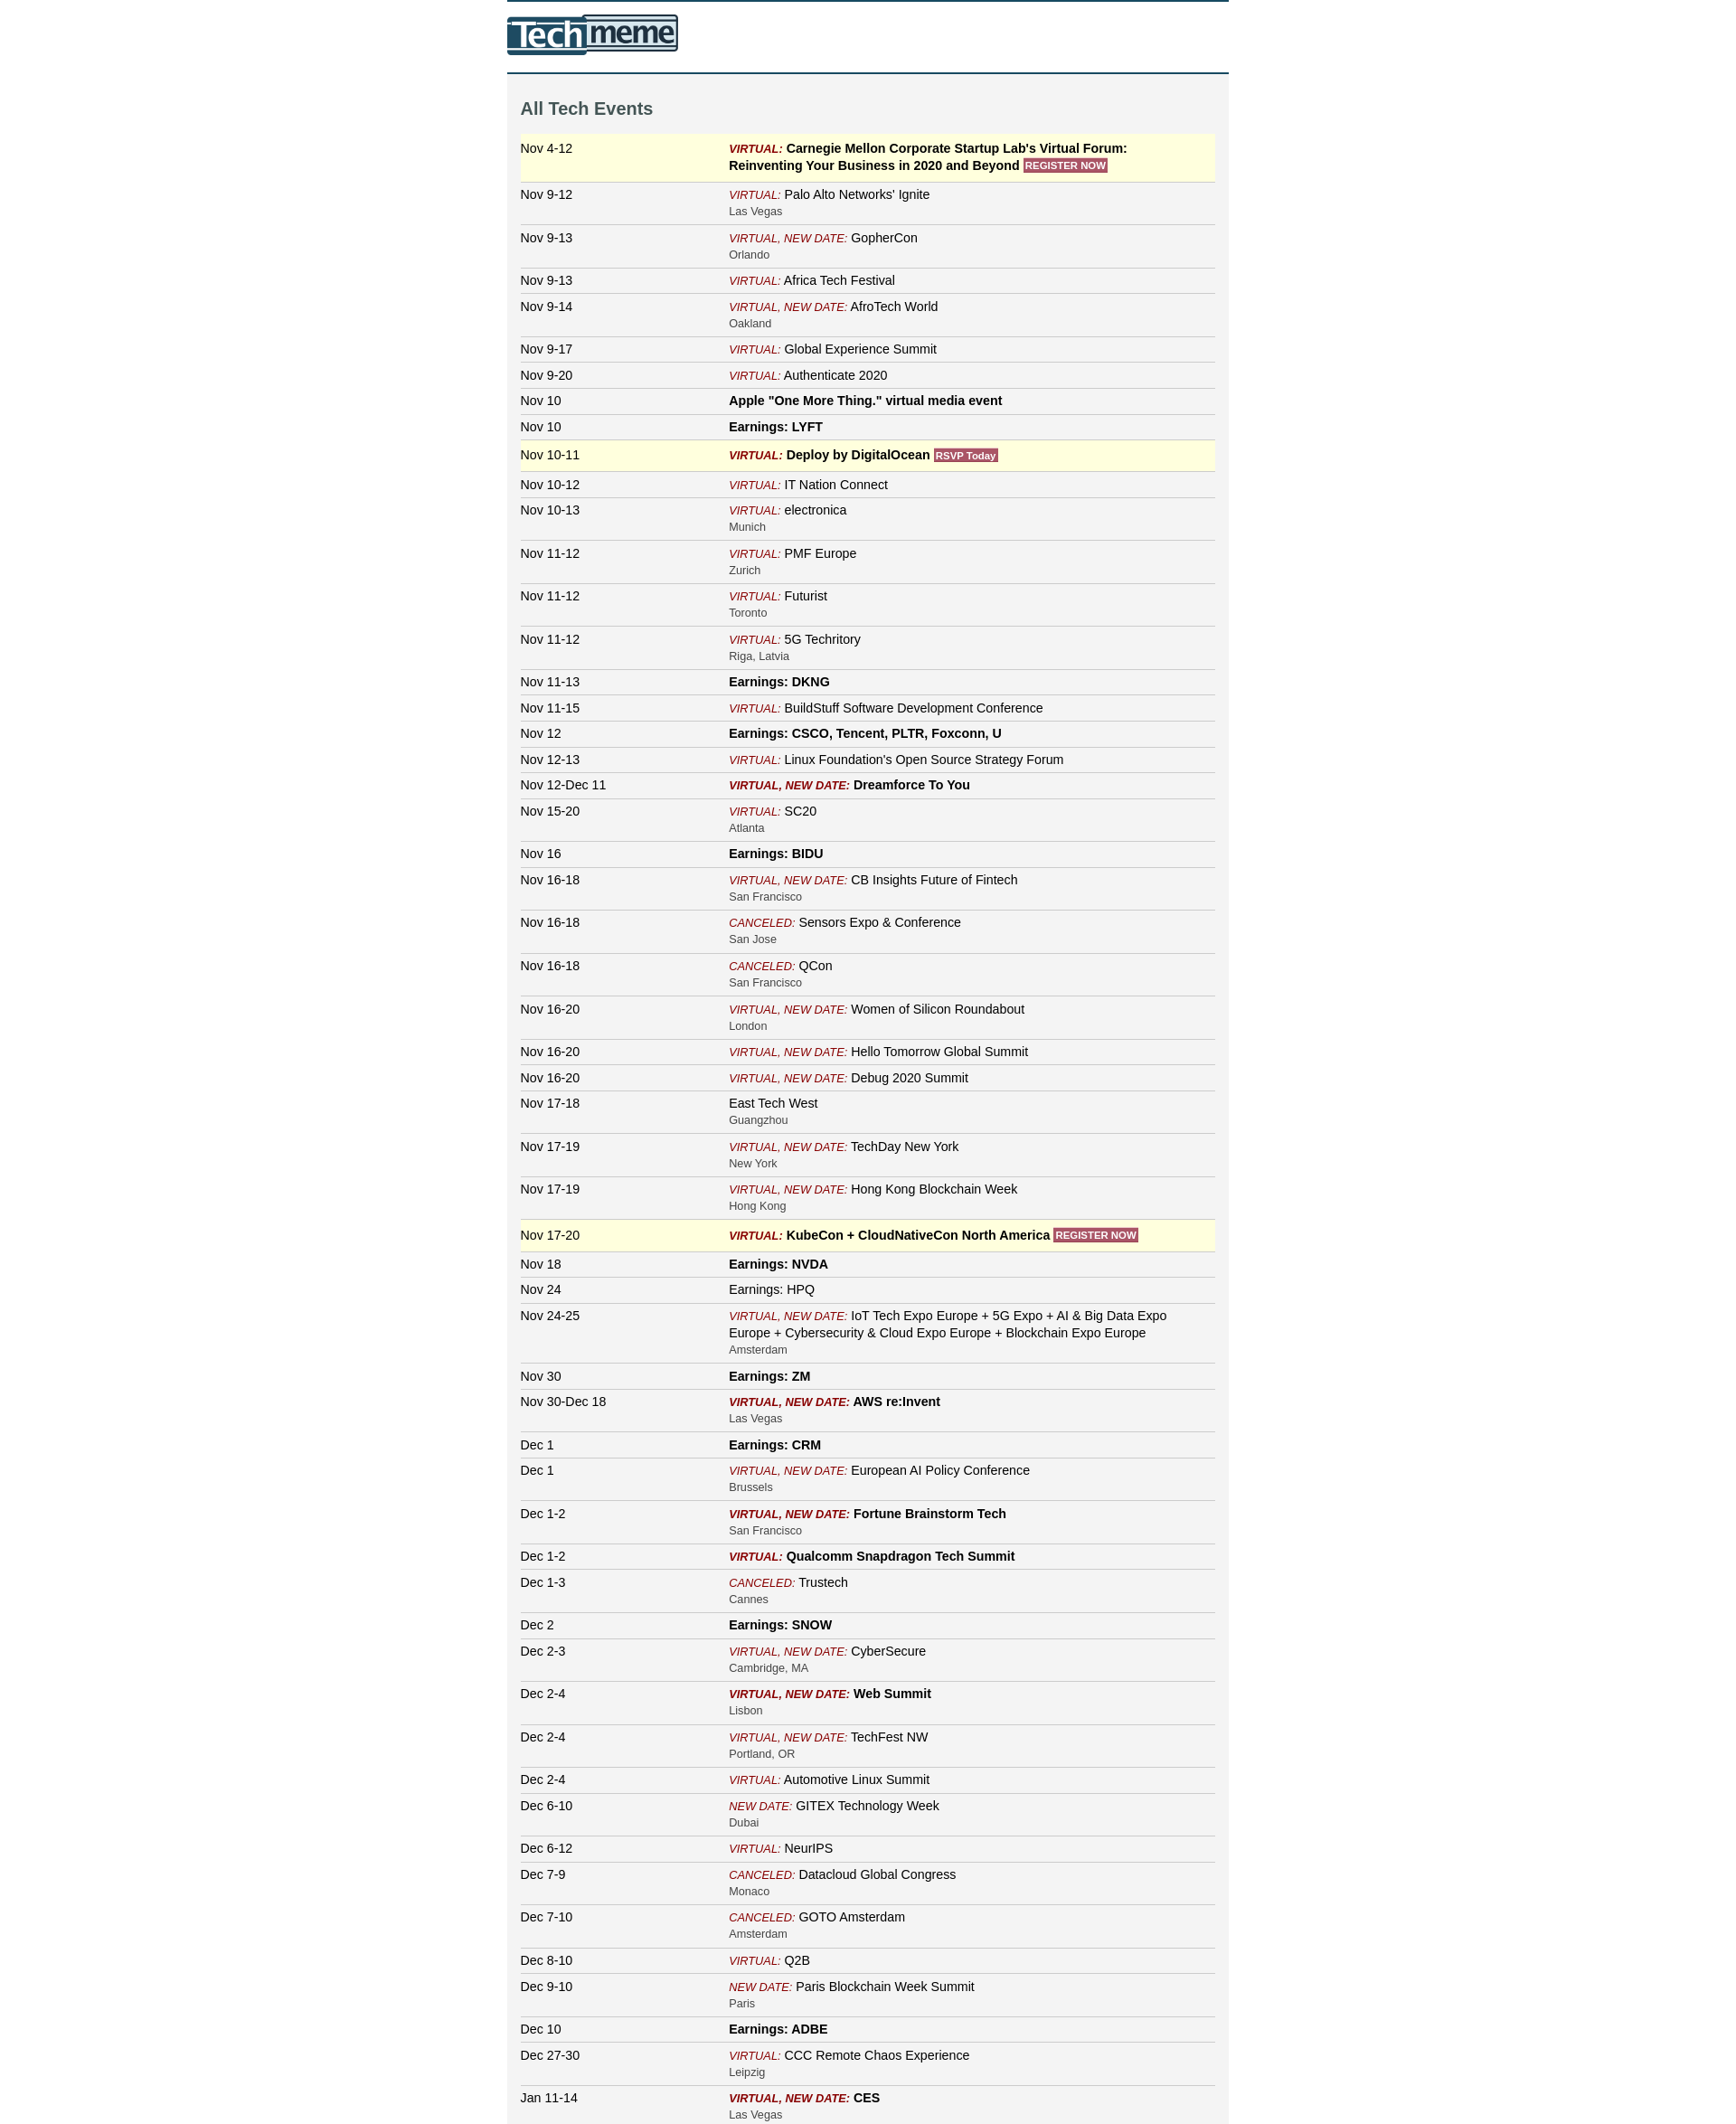 Techmeme
All Tech Events
Nov 4-12
VIRTUAL: Carnegie Mellon Corporate Startup Lab's Virtual Forum:
Reinventing Your Business in 2020 and Beyond REGISTER NOW
Nov 9-12
VIRTUAL: Palo Alto Networks' Ignite
Las Vegas
Nov 9-13
VIRTUAL, NEW DATE: GopherCon
Orlando
Nov 9-13
VIRTUAL: Africa Tech Festival
Nov 9-14
VIRTUAL, NEW DATE: AfroTech World
Oakland
Nov 9-17
VIRTUAL: Global Experience Summit
Nov 9-20
VIRTUAL: Authenticate 2020
Nov 10
Apple "One More Thing." virtual media event
Nov 10
Earnings: LYFT
Nov 10-11
VIRTUAL: Deploy by DigitalOcean RSVP Today
Nov 10-12
VIRTUAL: IT Nation Connect
Nov 10-13
VIRTUAL: electronica
Munich
Nov 11-12
VIRTUAL: PMF Europe
Zurich
Nov 11-12
VIRTUAL: Futurist
Toronto
Nov 11-12
VIRTUAL: 5G Techritory
Riga, Latvia
Nov 11-13
Earnings: DKNG
Nov 11-15
VIRTUAL: BuildStuff Software Development Conference
Nov 12
Earnings: CSCO, Tencent, PLTR, Foxconn, U
Nov 12-13
VIRTUAL: Linux Foundation's Open Source Strategy Forum
Nov 12-Dec 11
VIRTUAL, NEW DATE: Dreamforce To You
Nov 15-20
VIRTUAL: SC20
Atlanta
Nov 16
Earnings: BIDU
Nov 16-18
VIRTUAL, NEW DATE: CB Insights Future of Fintech
San Francisco
Nov 16-18
CANCELED: Sensors Expo & Conference
San Jose
Nov 16-18
CANCELED: QCon
San Francisco
Nov 16-20
VIRTUAL, NEW DATE: Women of Silicon Roundabout
London
Nov 16-20
VIRTUAL, NEW DATE: Hello Tomorrow Global Summit
Nov 16-20
VIRTUAL, NEW DATE: Debug 2020 Summit
Nov 17-18
East Tech West
Guangzhou
Nov 17-19
VIRTUAL, NEW DATE: TechDay New York
New York
Nov 17-19
VIRTUAL, NEW DATE: Hong Kong Blockchain Week
Hong Kong
Nov 17-20
VIRTUAL: KubeCon + CloudNativeCon North America REGISTER NOW
Nov 18
Earnings: NVDA
Nov 24
Earnings: HPQ
Nov 24-25
VIRTUAL, NEW DATE: IoT Tech Expo Europe + 5G Expo + AI & Big Data Expo
Europe + Cybersecurity & Cloud Expo Europe + Blockchain Expo Europe
Amsterdam
Nov 30
Earnings: ZM
Nov 30-Dec 18
VIRTUAL, NEW DATE: AWS re:Invent
Las Vegas
Dec 1
Earnings: CRM
Dec 1
VIRTUAL, NEW DATE: European AI Policy Conference
Brussels
Dec 1-2
VIRTUAL, NEW DATE: Fortune Brainstorm Tech
San Francisco
Dec 1-2
VIRTUAL: Qualcomm Snapdragon Tech Summit
Dec 1-3
CANCELED: Trustech
Cannes
Dec 2
Earnings: SNOW
Dec 2-3
VIRTUAL, NEW DATE: CyberSecure
Cambridge, MA
Dec 2-4
VIRTUAL, NEW DATE: Web Summit
Lisbon
Dec 2-4
VIRTUAL, NEW DATE: TechFest NW
Portland, OR
Dec 2-4
VIRTUAL: Automotive Linux Summit
Dec 6-10
NEW DATE: GITEX Technology Week
Dubai
Dec 6-12
VIRTUAL: NeurIPS
Dec 7-9
CANCELED: Datacloud Global Congress
Monaco
Dec 7-10
CANCELED: GOTO Amsterdam
Amsterdam
Dec 8-10
VIRTUAL: Q2B
Dec 9-10
NEW DATE: Paris Blockchain Week Summit
Paris
Dec 10
Earnings: ADBE
Dec 27-30
VIRTUAL: CCC Remote Chaos Experience
Leipzig
Jan 11-14
VIRTUAL, NEW DATE: CES
Las Vegas